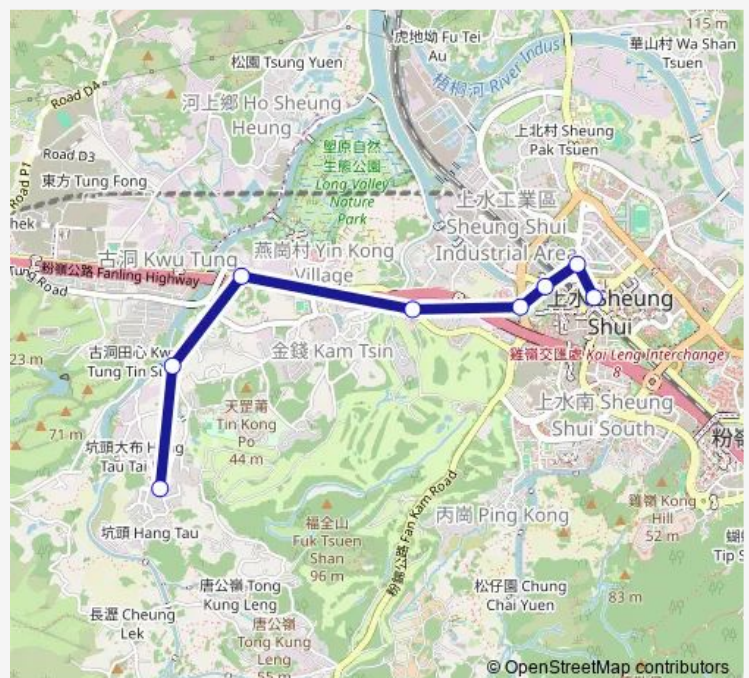 115 m
虎地坳 Fu Tei
Au
華山村 Wa Shan
Tsuen
松園 Tsung Yuen
梧桐河 River Indus
Road D4
河上鄉 Ho Sheung
Heung
上北村 Sheung
Pak Tsuen
塱原自然
生態公園
Long Valley
Nature
Park
Road D3
東方 Tung Fong
Road P1
上水工業區
Sheung Shui
Industrial Area
古洞 Kwu Tung
燕崗村 Yin Kong
Village
粉嶺公路 Fanling Highway
Tung Road
上水 Sheung
Shui
23 m
古洞田心 Kwu
Tung Tin Su
金錢 Kam Tsin
雞嶺交匯處 Kai Leng Interchange
8
天罡莆
Tin Kong
Po
44 m
71 m
上水南 Sheung
Shui South
坑頭大布 Hang
Tau Tai
粉嶺公路 Fan Kam Road
雞嶺 Kong
Hill
52 m
坑頭 Hang Tau
福全山
Fuk Tsuen
Shan
96 m
丙崗 Ping Kong
Tip S
唐公嶺 Tong
Kung Leng
松仔園 Chung
Chai Yuen
83 m
長瀝 Cheung
Lek
唐公嶺
Tong Kung
Leng
55 m
© OpenStreetMap contributors